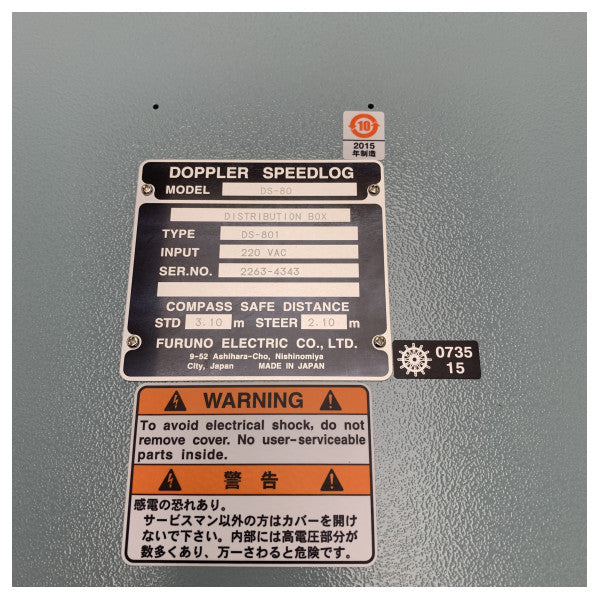 10
2015
年制造
DOPPLER SPEEDLOG
MODEL DS-80
DISTRIBUTION BOX
TYPE DS-801
INPUT 220 VAC
SER.NO. 2263-4343
COMPASS SAFE DISTANCE
STD 3.10 m STEER 2.10 m
FURUNO ELECTRIC CO., LTD.
9-52 Ashihara-Cho, Nishinomiya
City, Japan MADE IN JAPAN
0735
15
WARNING
To avoid electrical shock, do not
remove cover. No user-serviceable
parts inside.
警告
感電の恐れあり。
サービスマン以外の方はカバーを開け
ないで下さい。内部には高電圧部分が
数多くあり、万一さわると危険です。